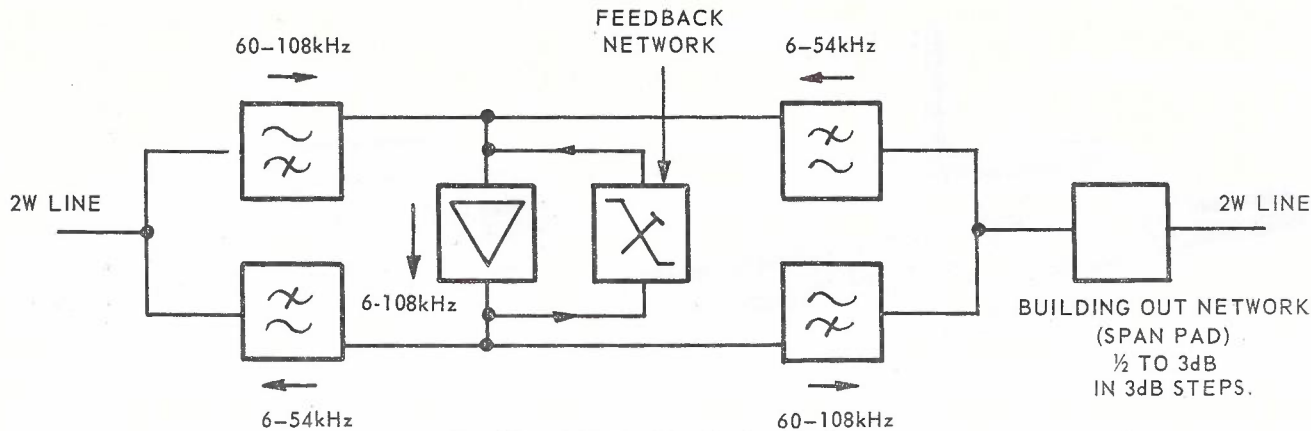 FEEDBACK
NETWORK
60–108kHz
6–54kHz
2W LINE
2W LINE
6-108kHz
BUILDING OUT NETWORK
(SPAN PAD)
½ TO 3dB
IN 3dB STEPS.
6–54kHz
60–108kHz